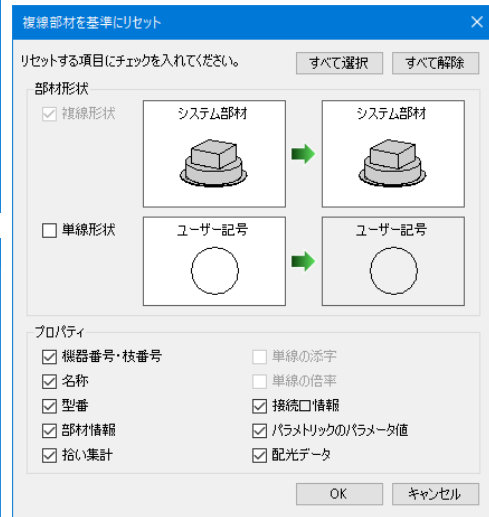 複線部材を基準にリセット
リセットする項目にチェックを入れてください。 すべて選択 すべて解除
部材形状
複線形状 システム部材 システム部材
単線形状 ユーザー記号 ユーザー記号
プロパティ
機器番号・枝番号 単線の添字
名称 単線の倍率
型番 接続口情報
部材情報 パラメトリックのパラメータ値
拾い集計 配光データ
OK キャンセル